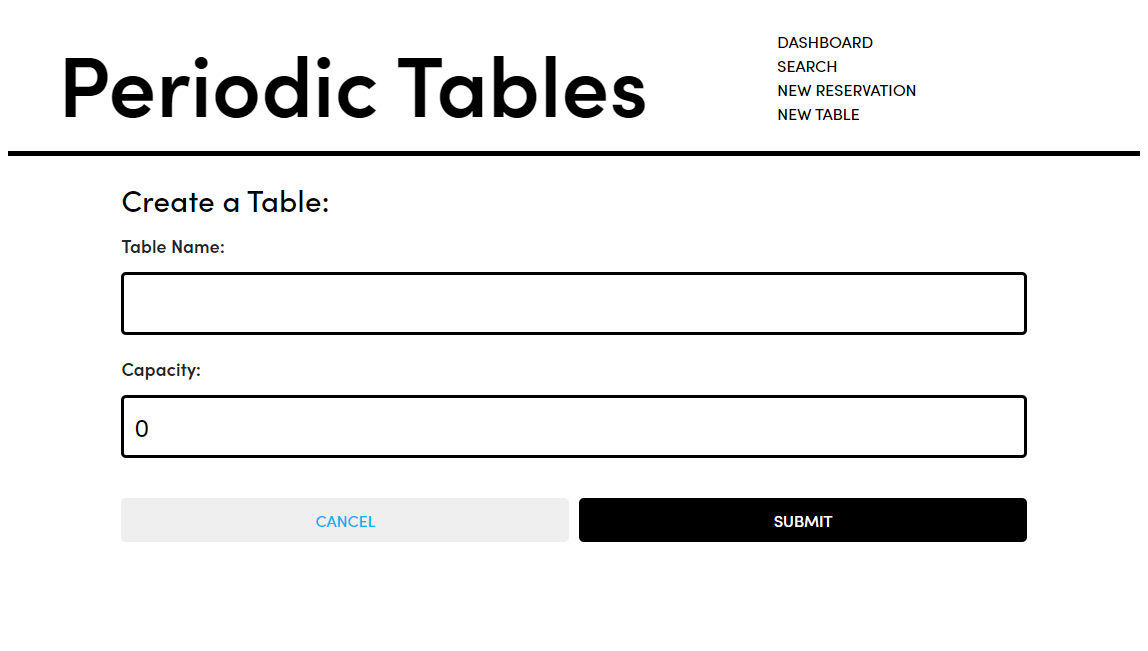 Periodic Tables
DASHBOARD
SEARCH
NEW RESERVATION
NEW TABLE
Create a Table:
Table Name:
Capacity:
0
CANCEL
SUBMIT